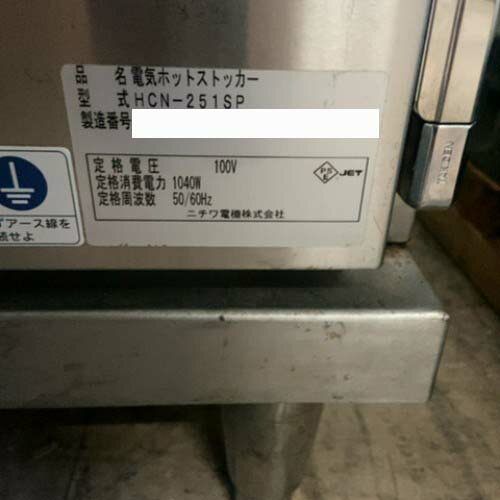 品 名 電気ホットストッカー
型 式 HCN-251SP
製造番号
定格電圧 100V
定格消費電力 1040W
定格周波数 50/60Hz
PS
E
JET
ニチワ電機株式会社
ずアース線を
続せよ
TAKIGEN